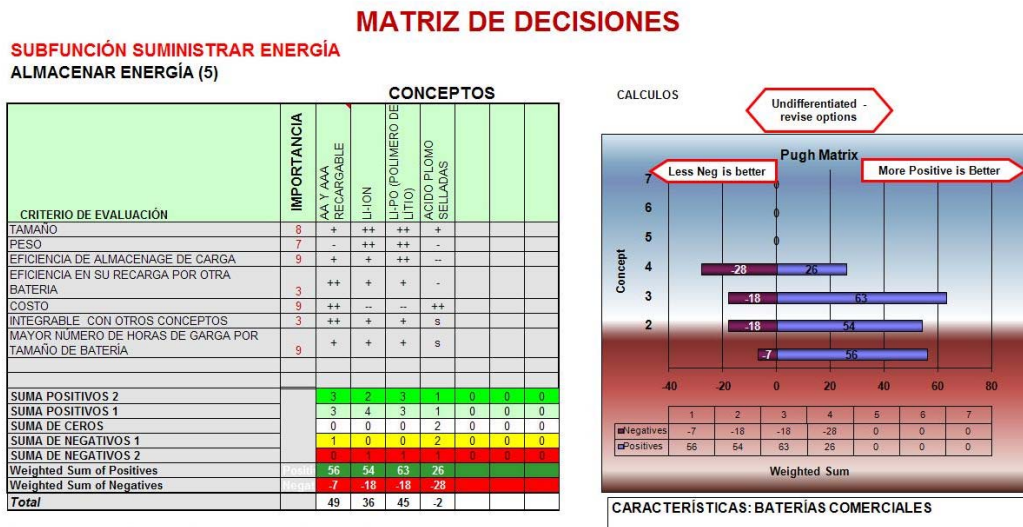 MATRIZ DE DECISIONES
SUBFUNCIÓN SUMINISTRAR ENERGÍA
ALMACENAR ENERGÍA (5)
CONCEPTOS
CRITERIO DE EVALUACIÓN IMPORTANCIA AA Y AAA RECARGABLE LI-ION LI-PO (POLIMERO DE LITIO) ACIDO PLOMO SELLADAS
TAMAÑO 8 + ++ ++ +
PESO 7 - ++ ++ -
EFICIENCIA DE ALMACENAGE DE CARGA 9 + + ++ --
EFICIENCIA EN SU RECARGA POR OTRA
BATERIA 3 ++ + + -
COSTO 9 ++ -- -- ++
INTEGRABLE CON OTROS CONCEPTOS 3 ++ + + s
MAYOR NÚMERO DE HORAS DE GARGA POR
TAMAÑO DE BATERÍA 9 + + + s
SUMA POSITIVOS 2 3 2 3 1 0 0 0
SUMA POSITIVOS 1 3 4 3 1 0 0 0
SUMA DE CEROS 0 0 0 2 0 0 0
SUMA DE NEGATIVOS 1 1 0 0 2 0 0 0
SUMA DE NEGATIVOS 2 0 1 1 1 0 0 0
Weighted Sum of Positives Positi 56 54 63 26
Weighted Sum of Negatives Negat -7 -18 -18 -28
Total 49 36 45 -2
CALCULOS
Undifferentiated -
revise options
Pugh Matrix
Less Neg is better
More Positive is Better
Concept
7 0
6 0
5 0
4 -28 26
3 -18 63
2 -18 54
-7 56
-40 -20 0 20 40 60 80
1 2 3 4 5 6 7
Negatives -7 -18 -18 -28 0 0 0
Positives 56 54 63 26 0 0 0
Weighted Sum
CARACTERÍSTICAS: BATERÍAS COMERCIALES